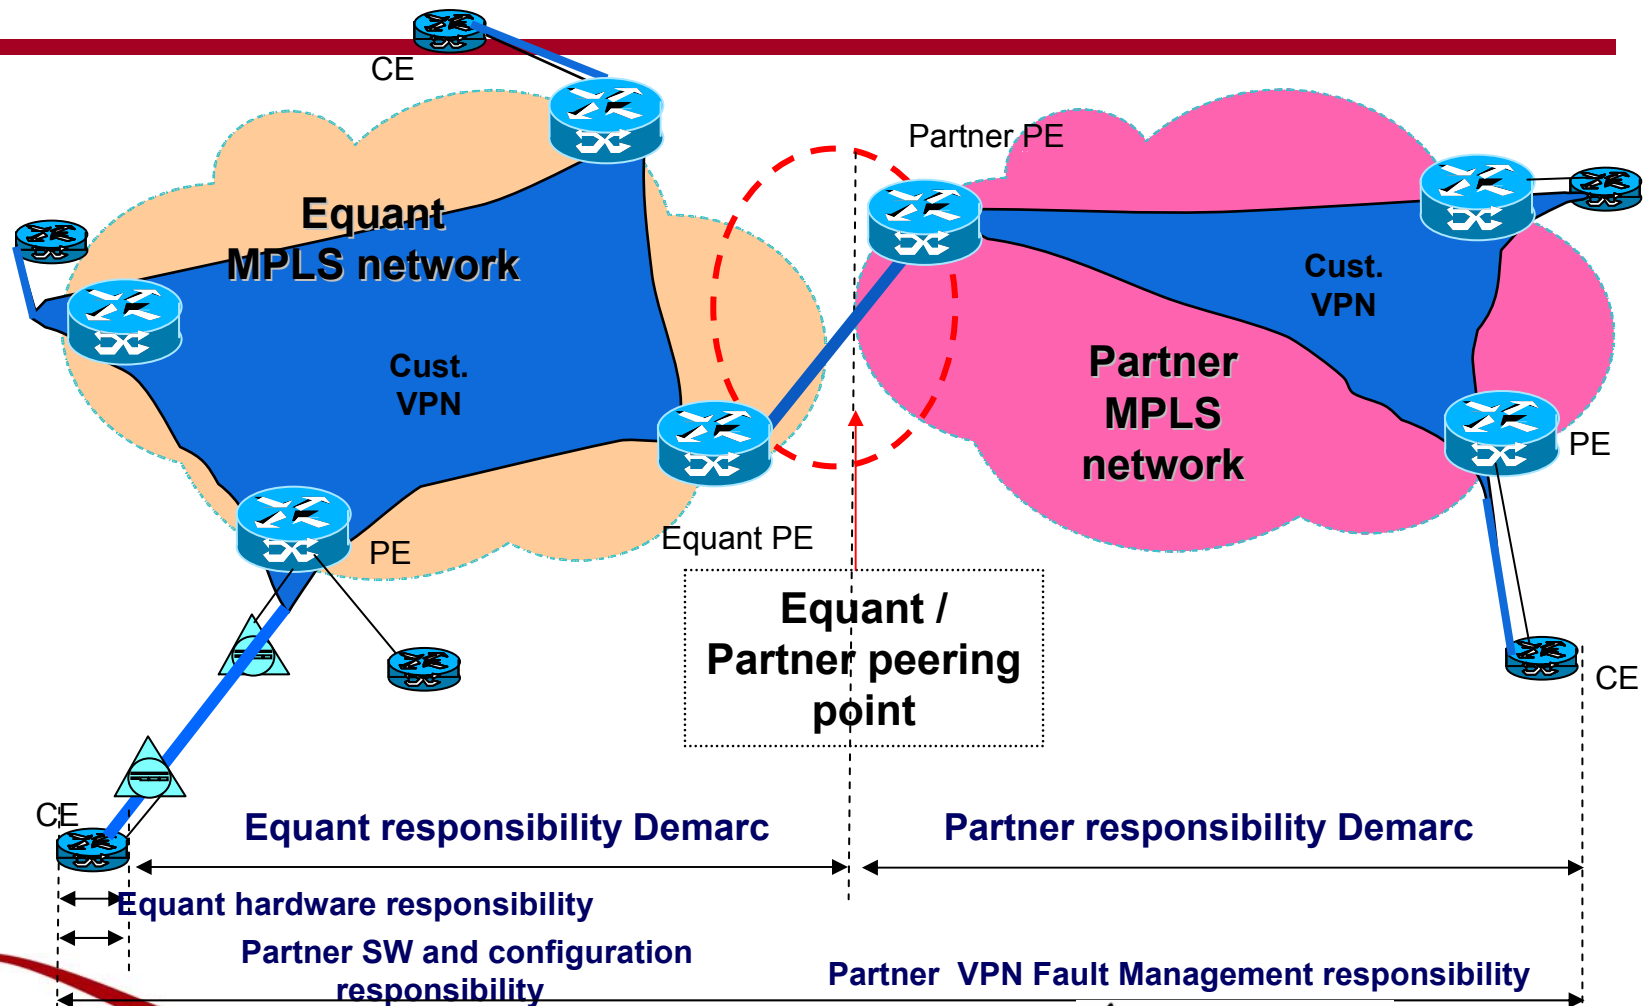 CE
Partner PE
Equant
MPLS network
Cust.
VPN
Cust.
VPN
Partner
MPLS
network
PE
Equant PE
PE
Equant /
Partner peering
point
CE
CE
Equant responsibility Demarc
Partner responsibility Demarc
Equant hardware responsibility
Partner SW and configuration
responsibility
Partner VPN Fault Management responsibility